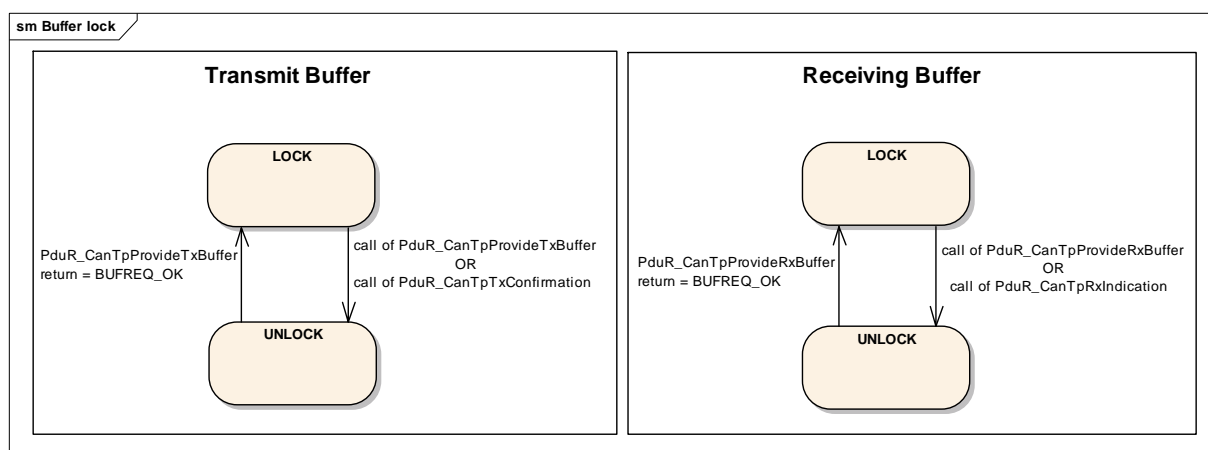 sm Buffer lock
Transmit Buffer
LOCK
PduR_CanTpProvideTxBuffer
return = BUFREQ_OK
call of PduR_CanTpProvideTxBuffer
OR
call of PduR_CanTpTxConfirmation
UNLOCK
Receiving Buffer
LOCK
PduR_CanTpProvideRxBuffer
return = BUFREQ_OK
call of PduR_CanTpProvideRxBuffer
OR
call of PduR_CanTpRxIndication
UNLOCK